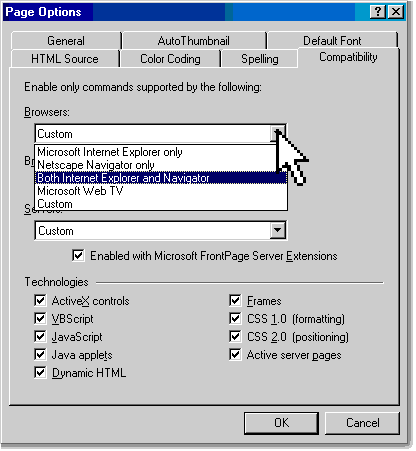 Page Options
General AutoThumbnail Default Font
HTML Source Color Coding Spelling Compatibility
Enable only commands supported by the following:
Browsers:
Custom
Microsoft Internet Explorer only
Netscape Navigator only
Both Internet Explorer and Navigator
Microsoft Web TV
Custom
Servers:
Custom
Enabled with Microsoft FrontPage Server Extensions
Technologies
ActiveX controls Frames
VBScript CSS 1.0 (formatting)
JavaScript CSS 2.0 (positioning)
Java applets Active server pages
Dynamic HTML
OK Cancel